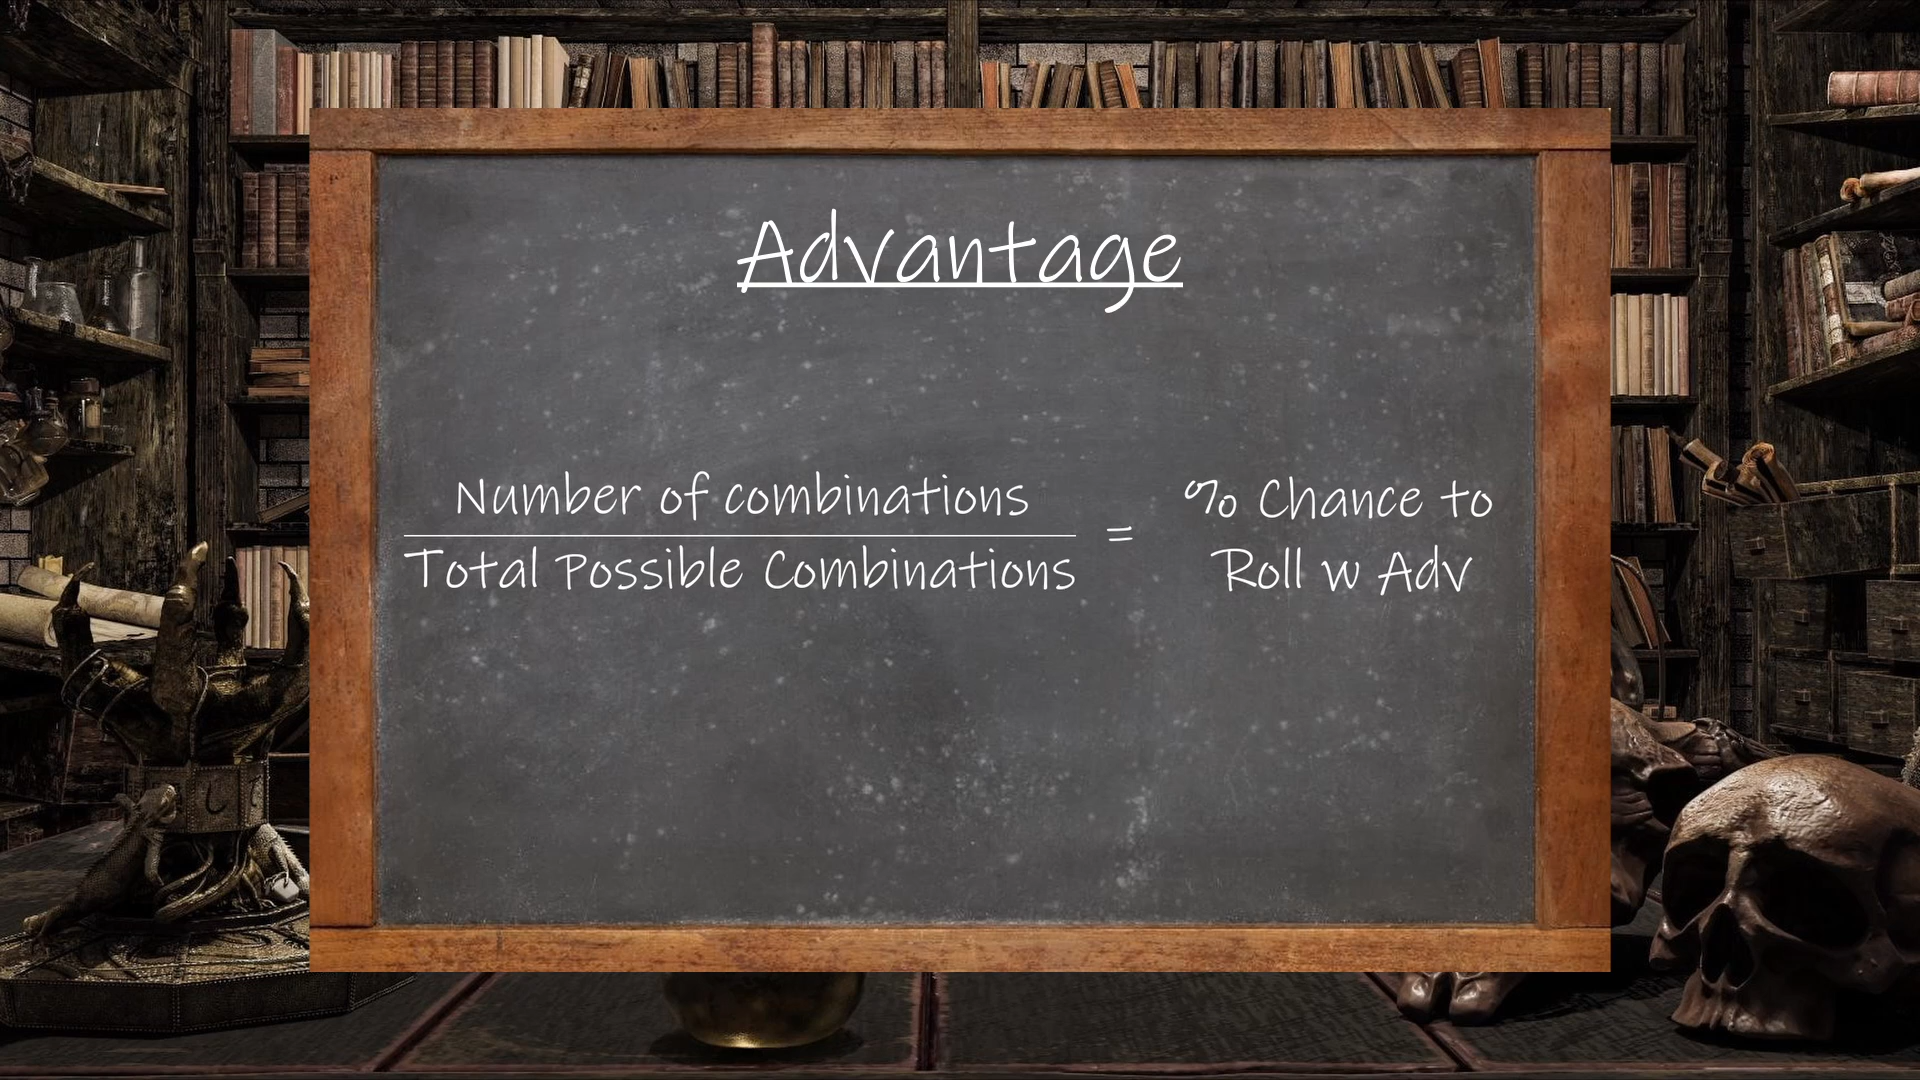 Advantage
Number of combinations
Total Possible Combinations
=
% Chance to
Roll w Adv